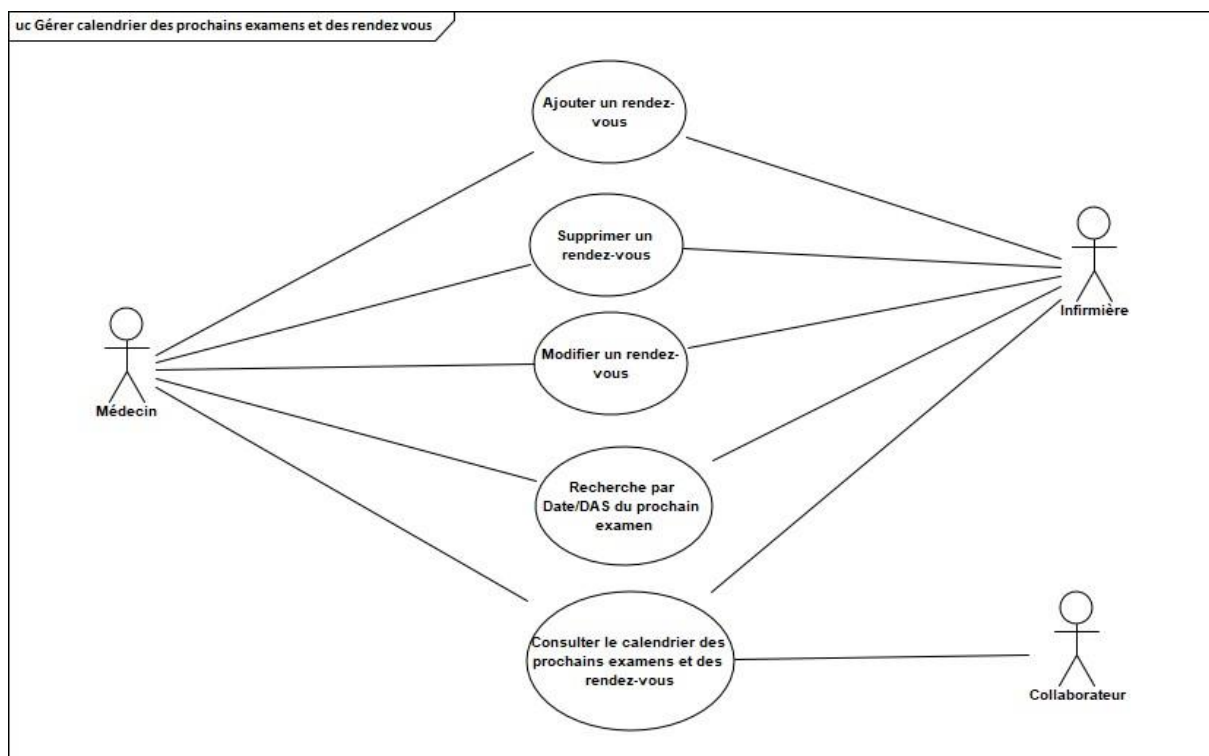 uc Gérer calendrier des prochains examens et des rendez vous
Ajouter un rendez-
vous
Supprimer un
rendez-vous
Infirmière
Modifier un rendez-
vous
Médecin
Recherche par
Date/DAS du prochain
examen
Consulter le calendrier des
prochains examens et des
rendez-vous
Collaborateur